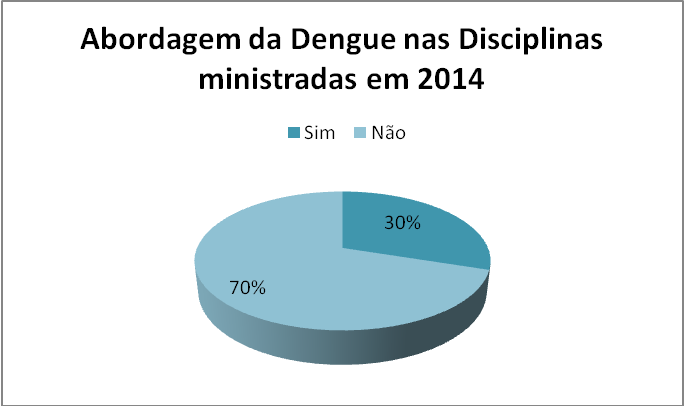 Abordagem da Dengue nas Disciplinas
ministradas em 2014
Sim Não
30%
70%